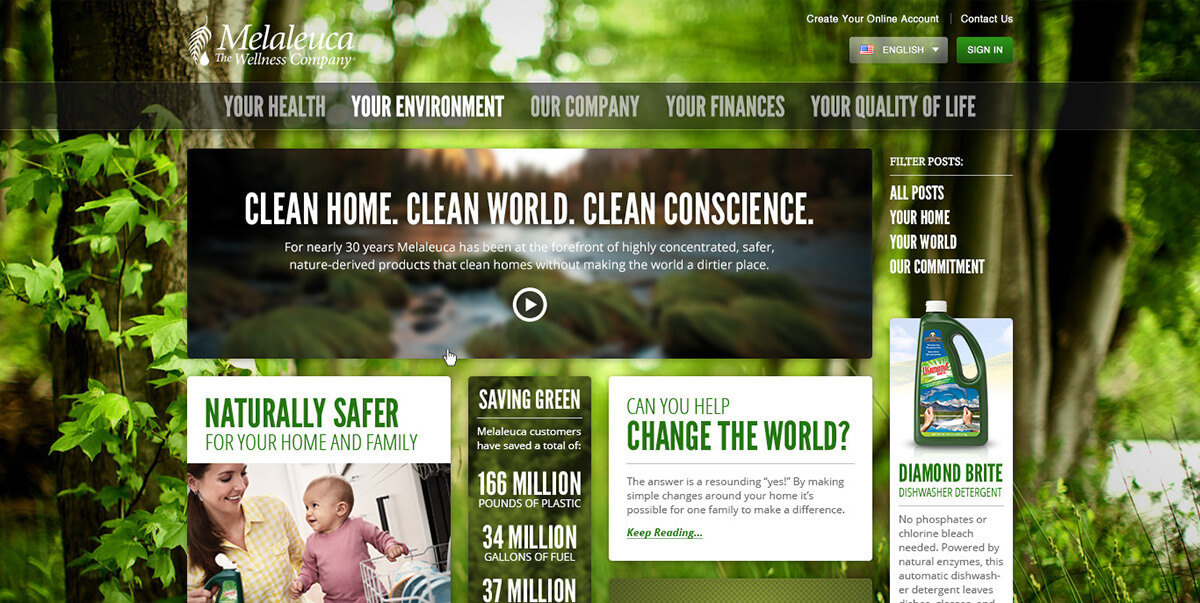 Create Your Online Account
Contact Us
Melaleuca
The Wellness Company
ENGLISH
SIGN IN
YOUR HEALTH
YOUR ENVIRONMENT
OUR COMPANY
YOUR FINANCES
YOUR QUALITY OF LIFE
CLEAN HOME. CLEAN WORLD. CLEAN CONSCIENCE.
For nearly 30 years Melaleuca has been at the forefront of highly concentrated, safer,
nature-derived products that clean homes without making the world a dirtier place.
FILTER POSTS:
ALL POSTS
YOUR HOME
YOUR WORLD
OUR COMMITMENT
NATURALLY SAFER
FOR YOUR HOME AND FAMILY
SAVING GREEN
Melaleuca customers
have saved a total of:
166 MILLION
POUNDS OF PLASTIC
34 MILLION
GALLONS OF FUEL
37 MILLION
CAN YOU HELP
CHANGE THE WORLD?
The answer is a resounding “yes!” By making
simple changes around your home it’s
possible for one family to make a difference.
Keep Reading...
DIAMOND BRITE
DISHWASHER DETERGENT
No phosphates or
chlorine bleach
needed. Powered by
natural enzymes, this
automatic dishwash-
er detergent leaves